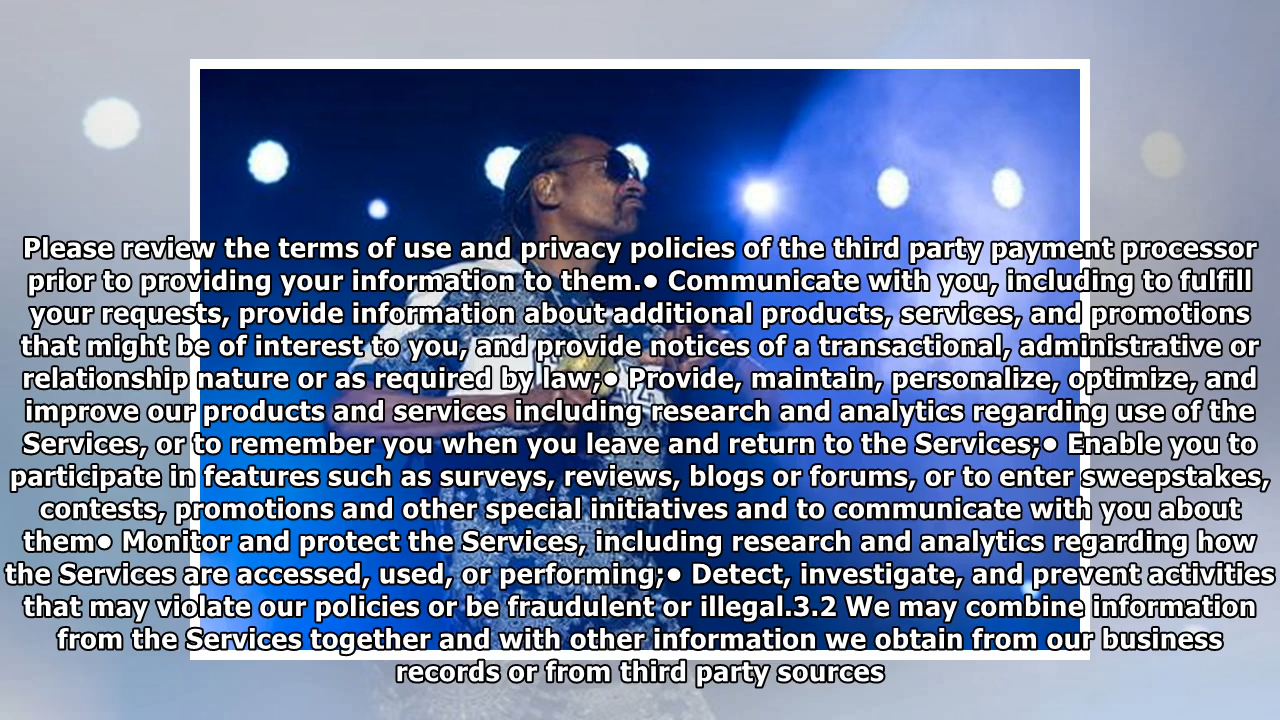 Please review the terms of use and privacy policies of the third party payment processor
prior to providing your information to them.● Communicate with you, including to fulfill
your requests, provide information about additional products, services, and promotions
that might be of interest to you, and provide notices of a transactional, administrative or
relationship nature or as required by law;● Provide, maintain, personalize, optimize, and
improve our products and services including research and analytics regarding use of the
Services, or to remember you when you leave and return to the Services;● Enable you to
participate in features such as surveys, reviews, blogs or forums, or to enter sweepstakes,
contests, promotions and other special initiatives and to communicate with you about
them● Monitor and protect the Services, including research and analytics regarding how
the Services are accessed, used, or performing;● Detect, investigate, and prevent activities
that may violate our policies or be fraudulent or illegal.3.2 We may combine information
from the Services together and with other information we obtain from our business
records or from third party sources